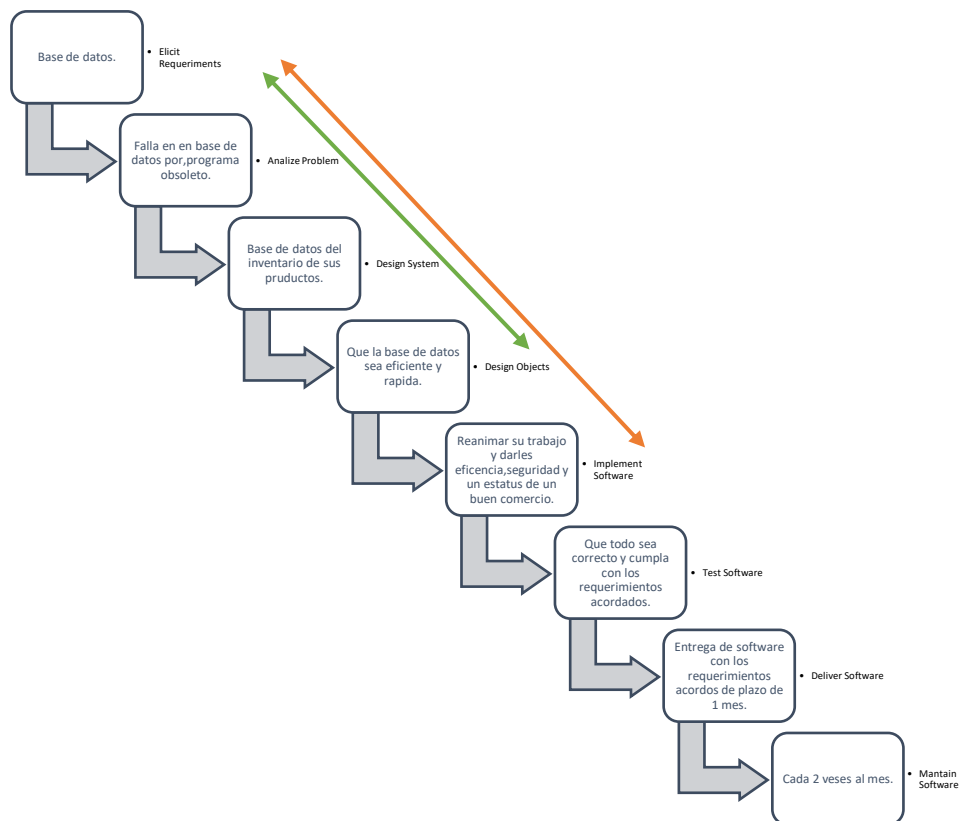 Base de datos.
• Elicit
Requeriments
Falla en en base de
datos por,programa
obsoleto.
• Analize Problem
Base de datos del
inventario de sus
pruductos.
• Design System
Que la base de datos
sea eficiente y
rapida.
• Design Objects
Reanimar su trabajo
y darles
eficencia,seguridad y
un estatus de un
buen comercio.
• Implement
Software
Que todo sea
correcto y cumpla
con los
requerimientos
acordados.
• Test Software
Entrega de software
con los
requerimientos
acordos de plazo de
1 mes.
• Deliver Software
Cada 2 veses al mes.
• Mantain
Software